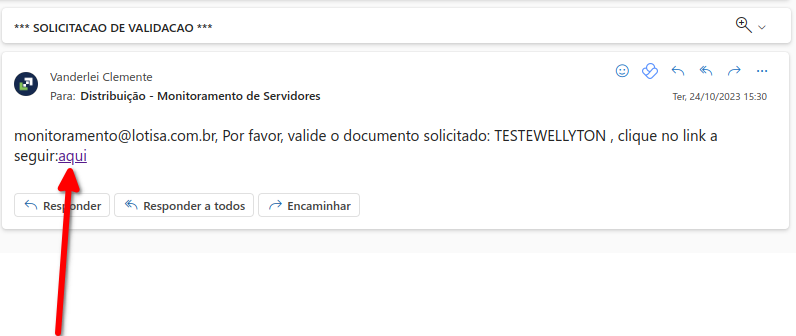 *** SOLICITACAO DE VALIDACAO ***
Vanderlei Clemente
Para: Distribuição - Monitoramento de Servidores
Ter, 24/10/2023 15:30
monitoramento@lotisa.com.br, Por favor, valide o documento solicitado: TESTEWELLYTON , clique no link a
seguir:aqui
Responder
Responder a todos
Encaminhar